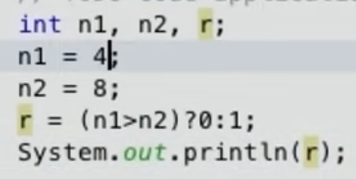 int n1, n2, r;
n1 = 4;
n2 = 8;
r = (n1>n2)?0:1;
System.out.println(r);